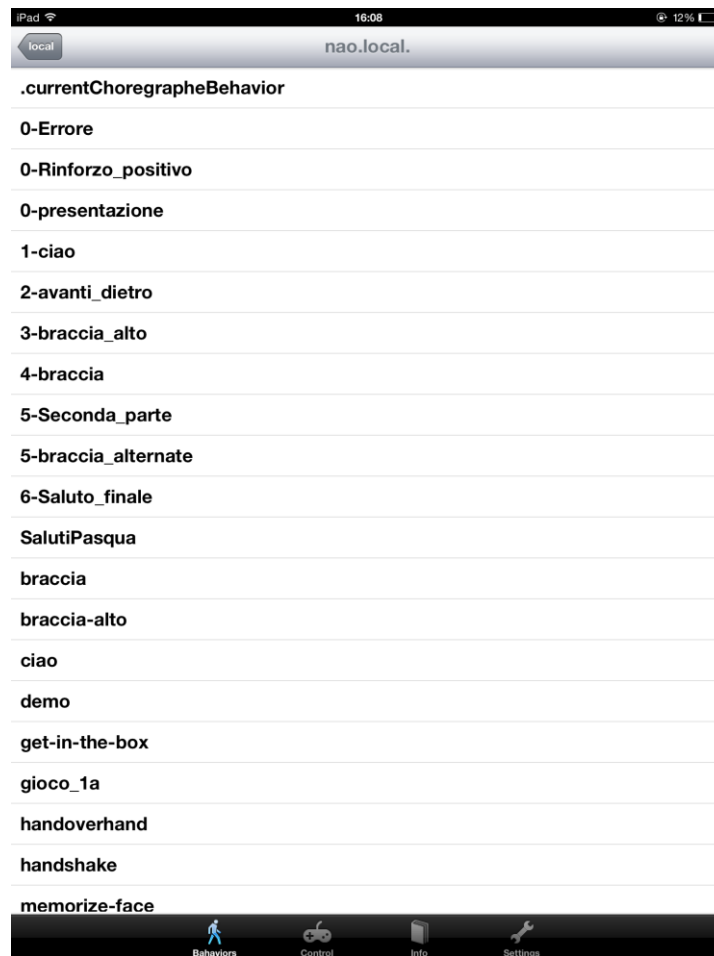 iPad 16:08 12%
local nao.local.
.currentChoregrapheBehavior
0-Errore
0-Rinforzo_positivo
0-presentazione
1-ciao
2-avanti_dietro
3-braccia_alto
4-braccia
5-Seconda_parte
5-braccia_alternate
6-Saluto_finale
SalutiPasqua
braccia
braccia-alto
ciao
demo
get-in-the-box
gioco_1a
handoverhand
handshake
memorize-face
Bahaviors Control Info Settings